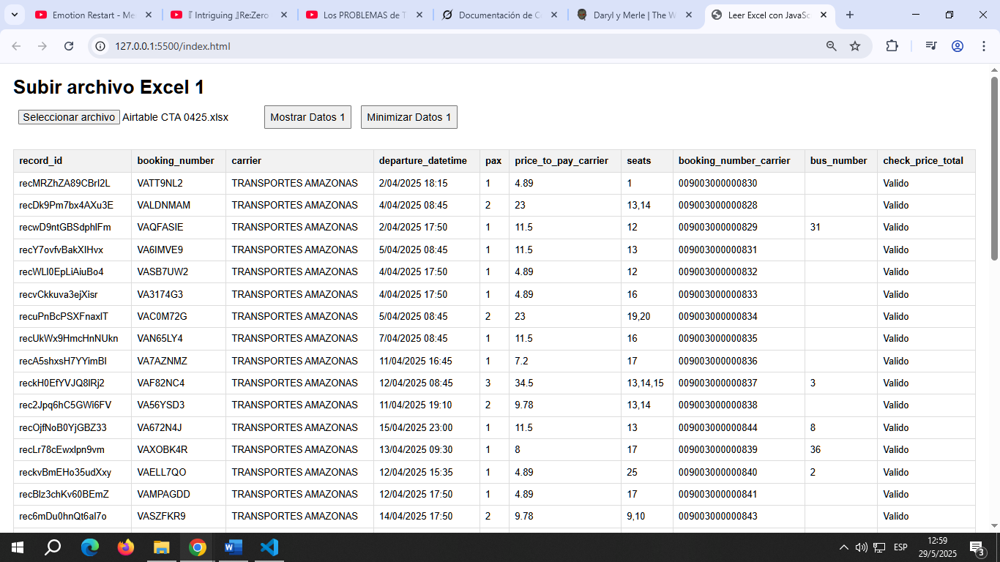 Emotion Restart - Me
『 Intriguing 』Re:Zero
Los PROBLEMAS de T
Documentación de C
Daryl y Merle | The W
Leer Excel con JavaSc
127.0.0.1:5500/index.html
Subir archivo Excel 1
Seleccionar archivo Airtable CTA 0425.xlsx Mostrar Datos 1 Minimizar Datos 1
record_id booking_number carrier departure_datetime pax price_to_pay_carrier seats booking_number_carrier bus_number check_price_total
recMRZhZA89CBrI2L VATT9NL2 TRANSPORTES AMAZONAS 2/04/2025 18:15 1 4.89 1 009003000000830 Valido
recDk9Pm7bx4AXu3E VALDNMAM TRANSPORTES AMAZONAS 4/04/2025 08:45 2 23 13,14 009003000000828 Valido
recwD9ntGBSdphlFm VAQFASIE TRANSPORTES AMAZONAS 2/04/2025 17:50 1 11.5 12 009003000000829 31 Valido
recY7ovfvBakXIHvx VA6IMVE9 TRANSPORTES AMAZONAS 5/04/2025 08:45 1 11.5 13 009003000000831 Valido
recWLI0EpLiAiuBo4 VASB7UW2 TRANSPORTES AMAZONAS 4/04/2025 17:50 1 4.89 12 009003000000832 Valido
recvCkkuva3ejXisr VA3174G3 TRANSPORTES AMAZONAS 4/04/2025 17:50 1 4.89 16 009003000000833 Valido
recuPnBcPSXFnaxlT VAC0M72G TRANSPORTES AMAZONAS 5/04/2025 08:45 2 23 19,20 009003000000834 Valido
recUkWx9HmcHnNUkn VAN65LY4 TRANSPORTES AMAZONAS 7/04/2025 08:45 1 11.5 16 009003000000835 Valido
recA5shxsH7YYimBI VA7AZNMZ TRANSPORTES AMAZONAS 11/04/2025 16:45 1 7.2 17 009003000000836 Valido
reckH0EfYVJQ8IRj2 VAF82NC4 TRANSPORTES AMAZONAS 12/04/2025 08:45 3 34.5 13,14,15 009003000000837 3 Valido
rec2Jpq6hC5GWi6FV VA56YSD3 TRANSPORTES AMAZONAS 11/04/2025 19:10 2 9.78 13,14 009003000000838 Valido
recOjfNoB0YjGBZ33 VA672N4J TRANSPORTES AMAZONAS 15/04/2025 23:00 1 11.5 13 009003000000844 8 Valido
recLr78cEwxlpn9vm VAXOBK4R TRANSPORTES AMAZONAS 13/04/2025 09:30 1 8 17 009003000000839 36 Valido
reckvBmEHo35udXxy VAELL7QO TRANSPORTES AMAZONAS 12/04/2025 15:35 1 4.89 25 009003000000840 2 Valido
recBlz3chKv60BEmZ VAMPAGDD TRANSPORTES AMAZONAS 12/04/2025 17:50 1 4.89 17 009003000000841 Valido
rec6mDu0hnQt6al7o VASZFKR9 TRANSPORTES AMAZONAS 14/04/2025 17:50 2 9.78 9,10 009003000000843 Valido
ESP
12:59
29/5/2025
3